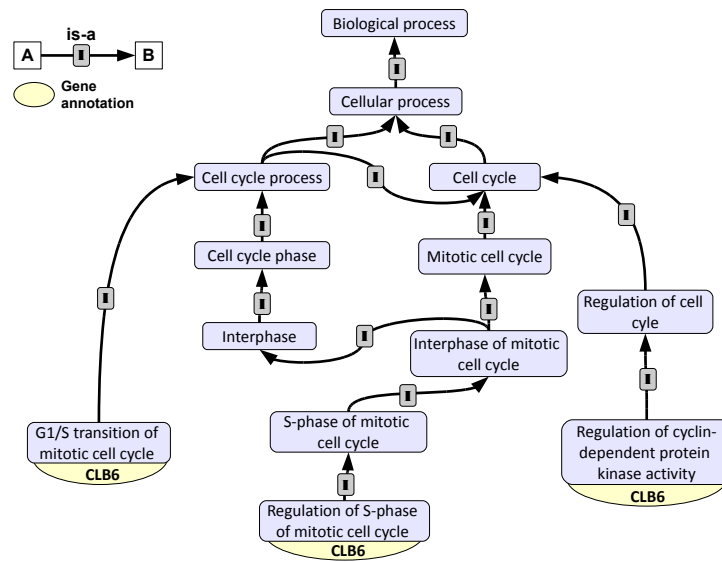 is-a
A
I
B
Gene
annotation
Biological process
I
Cellular process
I
I
Cell cycle process
I
Cell cycle
I
I
I
Cell cycle phase
Mitotic cell cycle
I
I
I
Regulation of cell
cyle
Interphase
I
Interphase of mitotic
cell cycle
I
I
G1/S transition of
mitotic cell cycle
CLB6
S-phase of mitotic
cell cycle
Regulation of cyclin-
dependent protein
kinase activity
CLB6
I
Regulation of S-phase
of mitotic cell cycle
CLB6